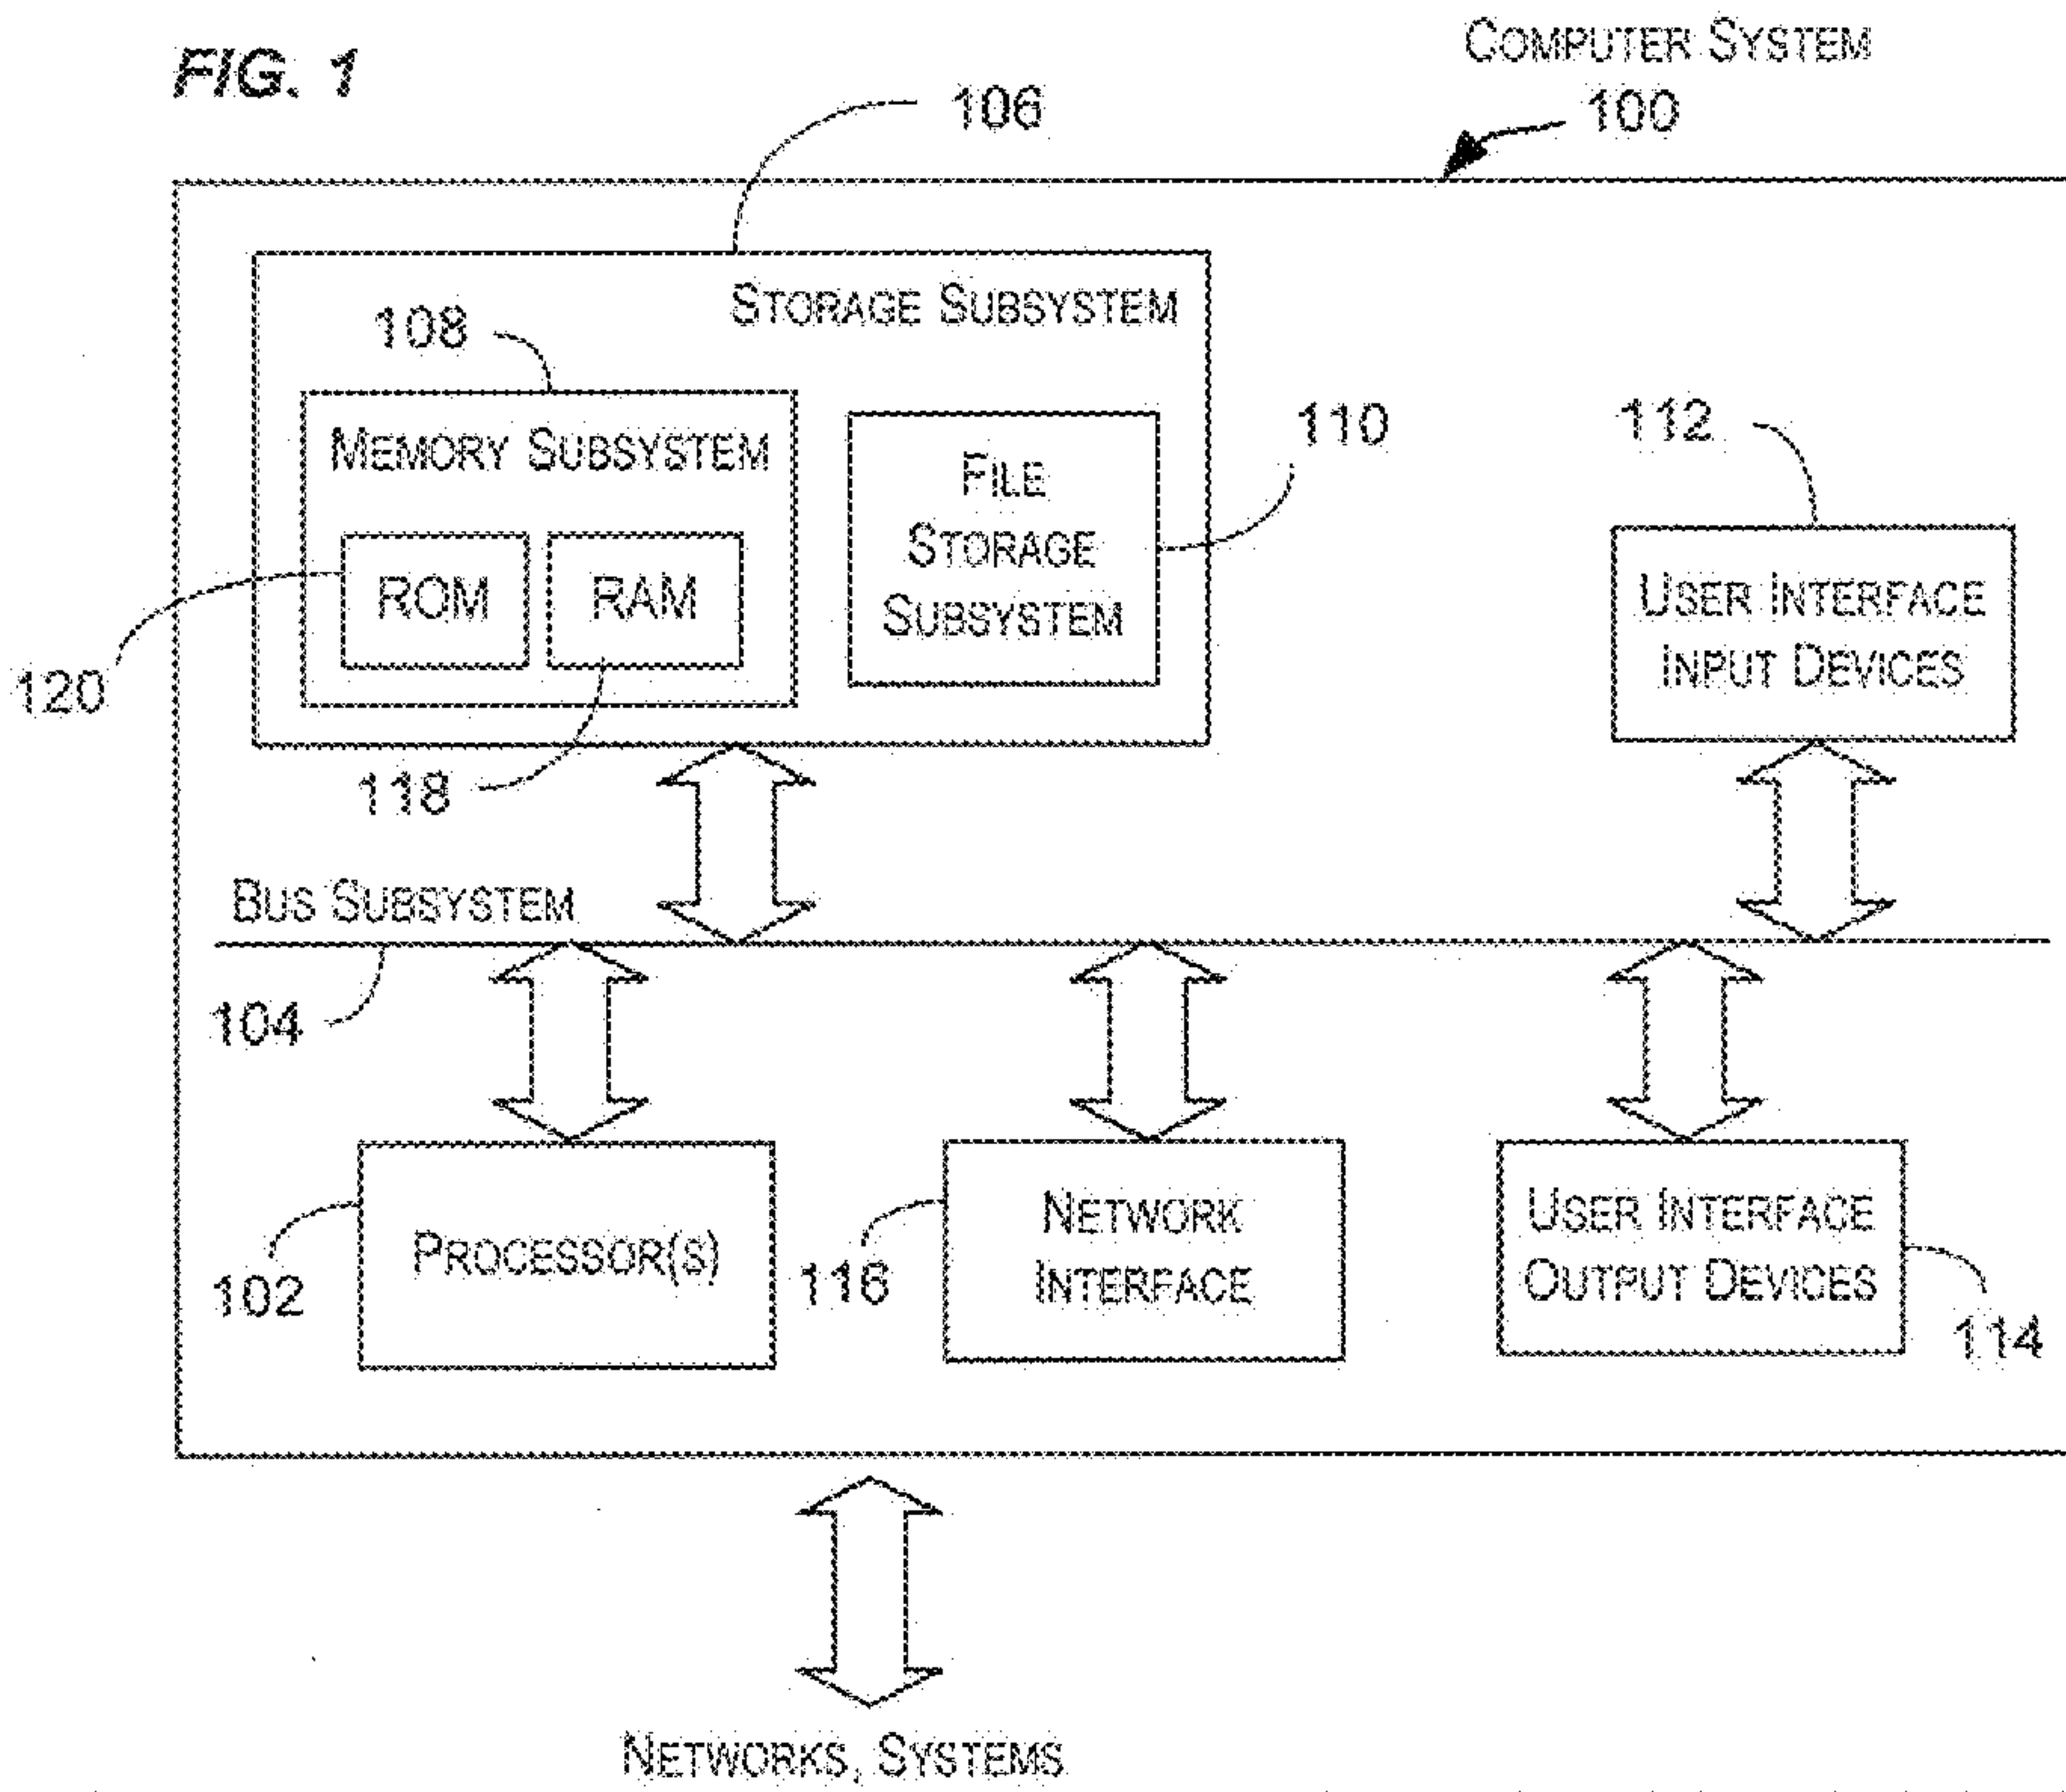 FIG. 1
COMPUTER SYSTEM
100
106
STORAGE SUBSYSTEM
108
MEMORY SUBSYSTEM
ROM
RAM
120
118
FILE
STORAGE
SUBSYSTEM
110
112
USER INTERFACE
INPUT DEVICES
BUS SUBSYSTEM
104
PROCESSOR(S)
102
NETWORK
INTERFACE
116
USER INTERFACE
OUTPUT DEVICES
114
NETWORKS, SYSTEMS